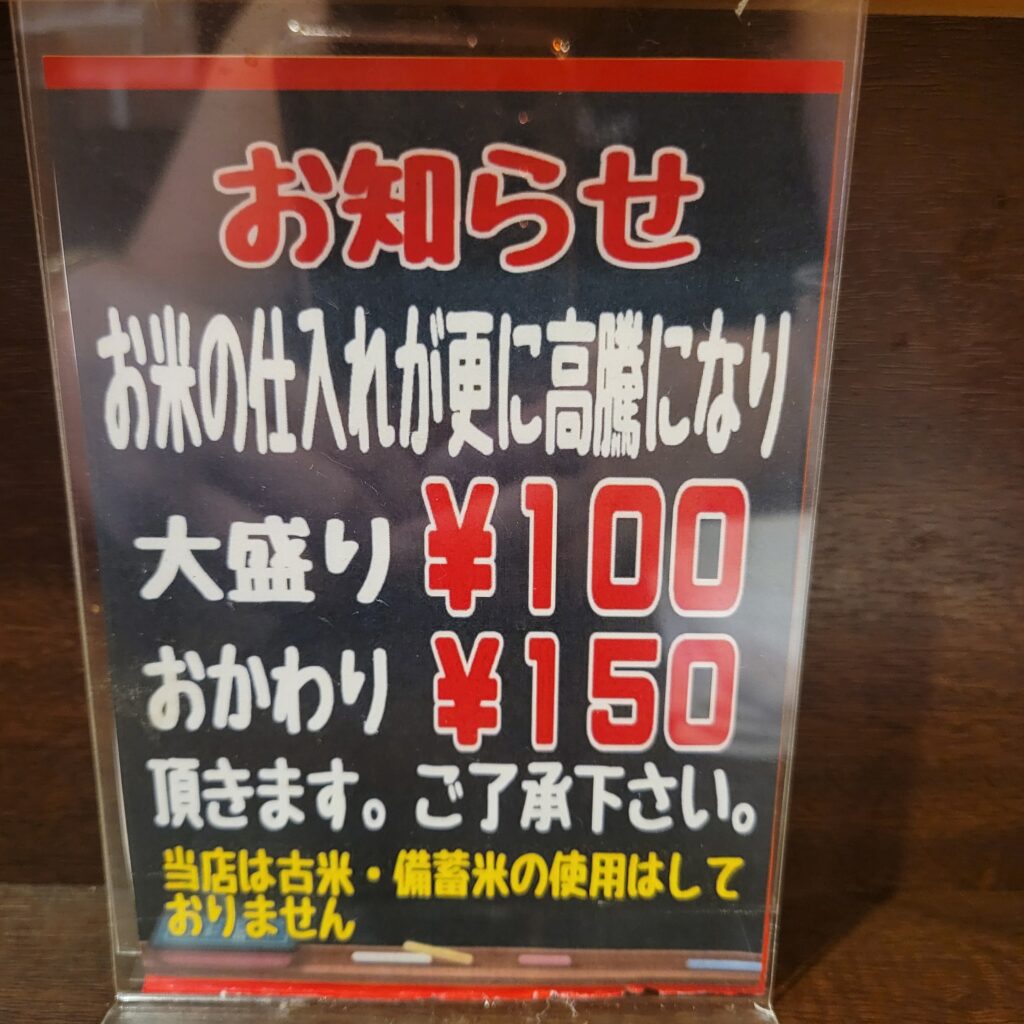 お知らせ
お米の仕入れが更に高騰になり
大盛り ¥100
おかわり ¥150
頂きます。ご了承下さい。
当店は古米・備蓄米の使用はして
おりません